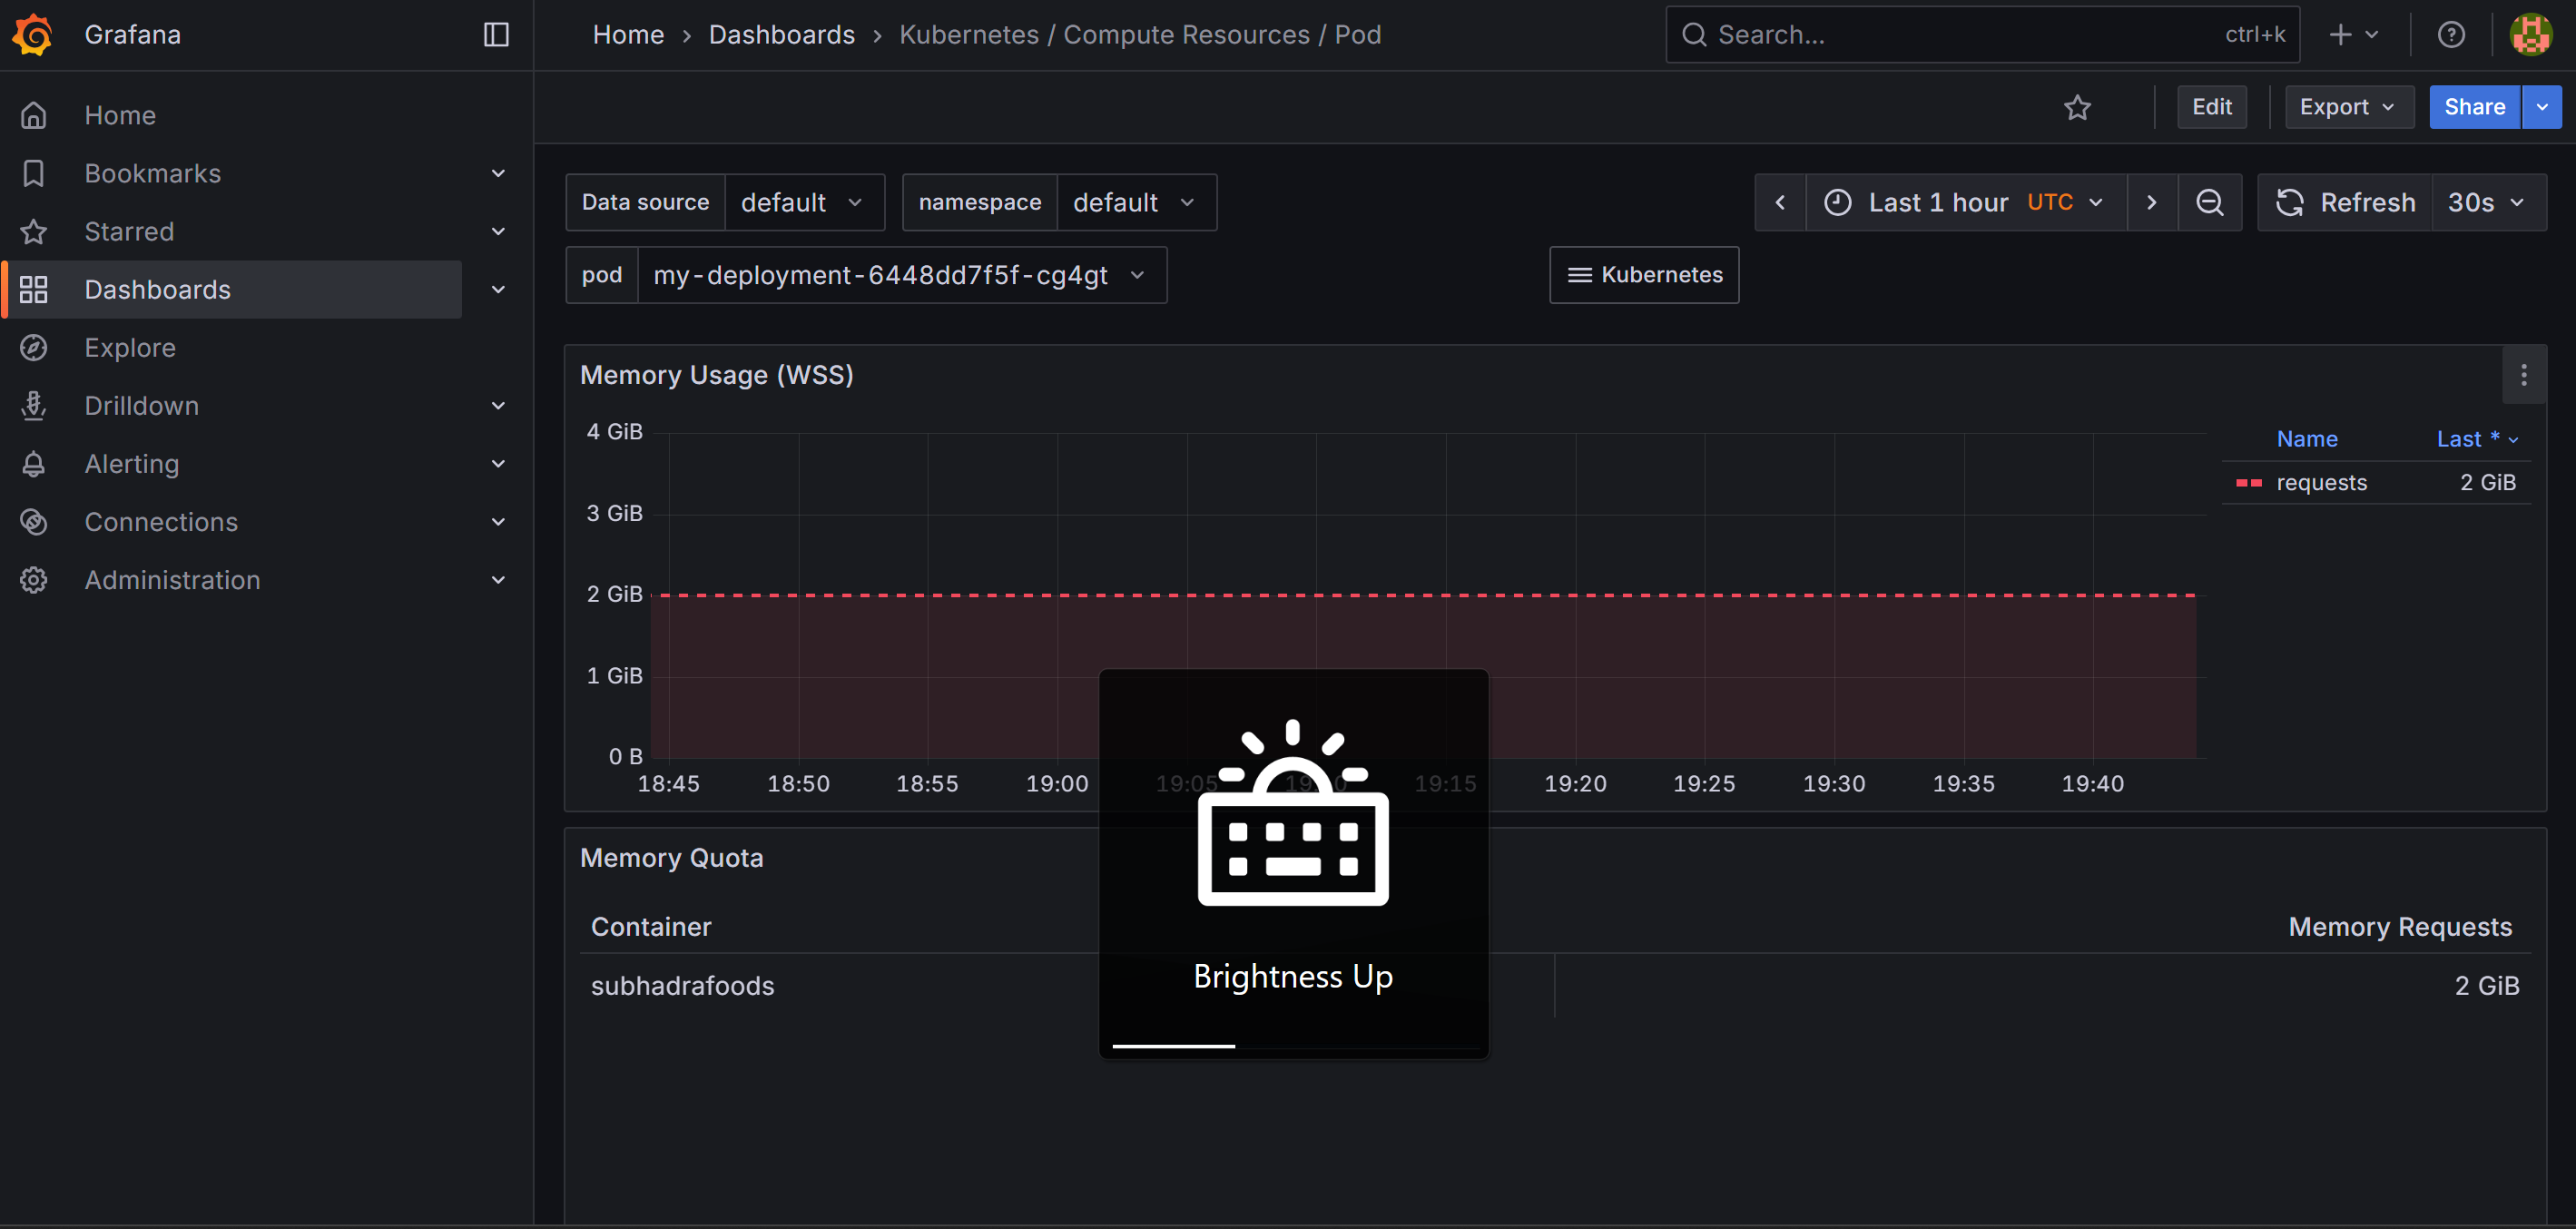 Grafana
Home › Dashboards › Kubernetes / Compute Resources / Pod
Search... ctrl+k
Home
Bookmarks
Starred
Dashboards
Explore
Drilldown
Alerting
Connections
Administration
Edit
Export
Share
Data source default
namespace default
Last 1 hour UTC
Refresh 30s
pod my-deployment-6448dd7f5f-cg4gt
Kubernetes
Memory Usage (WSS)
4 GiB
3 GiB
2 GiB
1 GiB
0 B
18:45 18:50 18:55 19:00 19:05 19:10 19:15 19:20 19:25 19:30 19:35 19:40
Name Last *
requests 2 GiB
Memory Quota
Container Memory Requests
subhadrafoods 2 GiB
Brightness Up